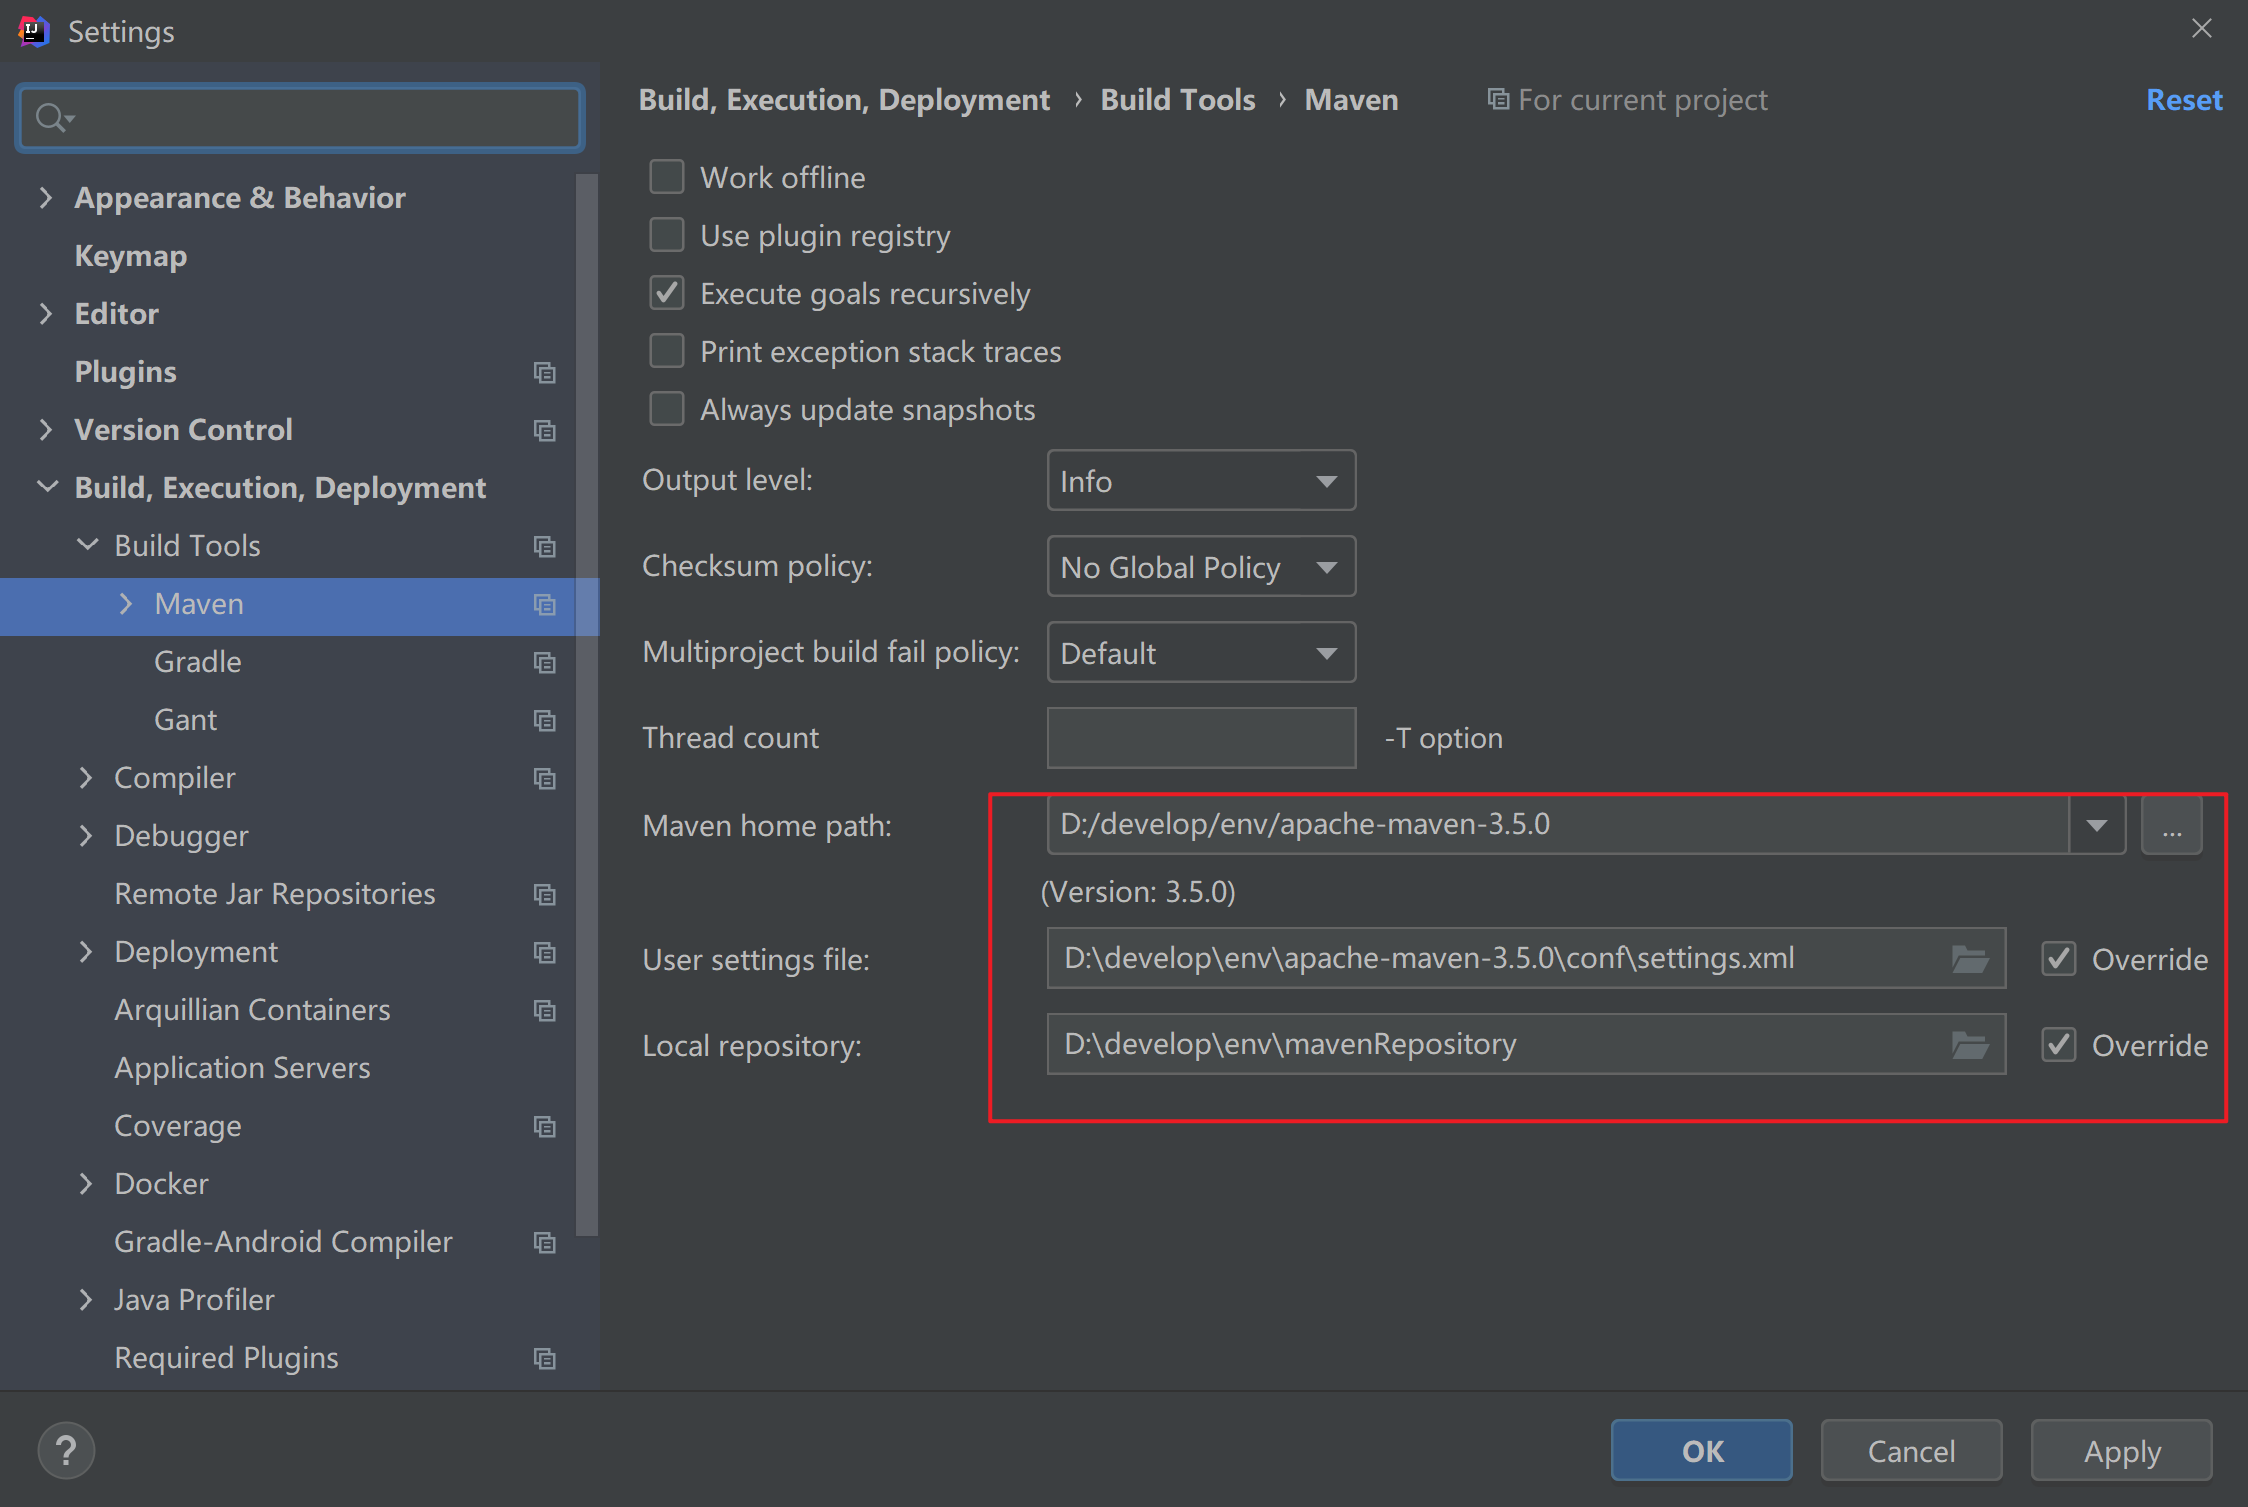 Settings
Appearance & Behavior
Keymap
Editor
Plugins
Version Control
Build, Execution, Deployment
Build Tools
Maven
Gradle
Gant
Compiler
Debugger
Remote Jar Repositories
Deployment
Arquillian Containers
Application Servers
Coverage
Docker
Gradle-Android Compiler
Java Profiler
Required Plugins
Build, Execution, Deployment › Build Tools › Maven For current project Reset
Work offline
Use plugin registry
Execute goals recursively
Print exception stack traces
Always update snapshots
Output level: Info
Checksum policy: No Global Policy
Multiproject build fail policy: Default
Thread count -T option
Maven home path: D:/develop/env/apache-maven-3.5.0 ...
(Version: 3.5.0)
User settings file: D:\develop\env\apache-maven-3.5.0\conf\settings.xml Override
Local repository: D:\develop\env\mavenRepository Override
? OK Cancel Apply